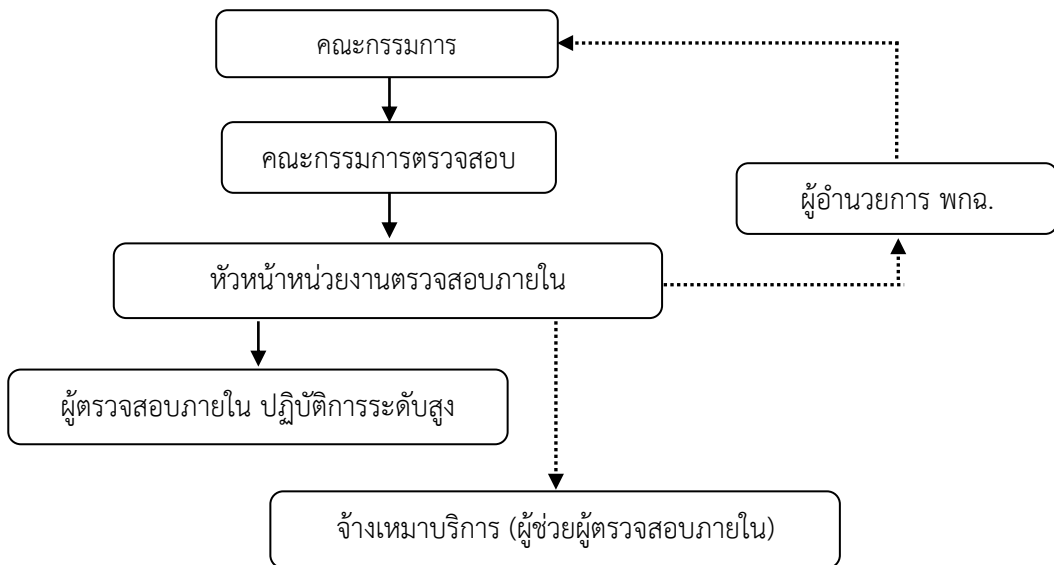 คณะกรรมการ
คณะกรรมการตรวจสอบ
ผู้อำนวยการ พกฉ.
หัวหน้าหน่วยงานตรวจสอบภายใน
ผู้ตรวจสอบภายใน ปฏิบัติการระดับสูง
จ้างเหมาบริการ (ผู้ช่วยผู้ตรวจสอบภายใน)